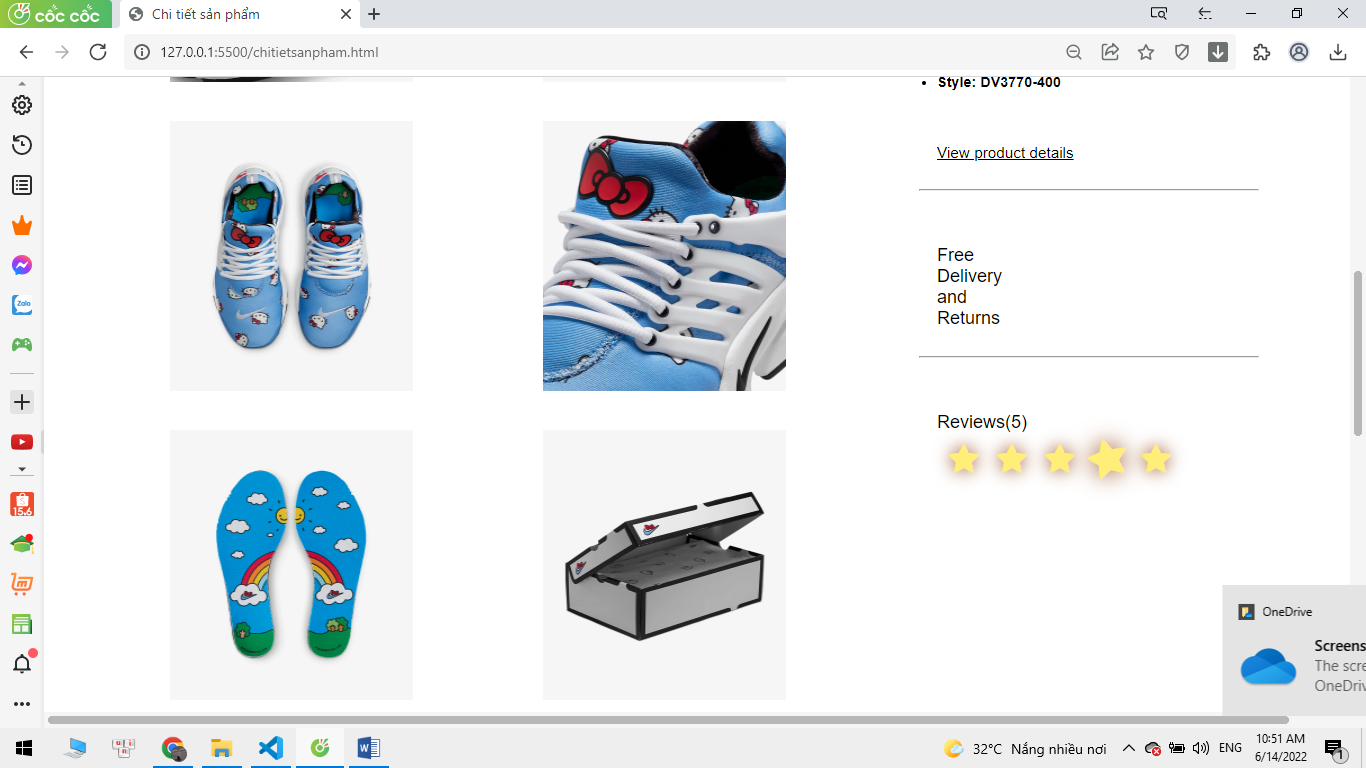 cốc cốc
Chi tiết sản phẩm
127.0.0.1:5500/chitietsanpham.html
Style: DV3770-400
View product details
Free
Delivery
and
Returns
Reviews(5)
Zalo
15.6
OneDrive
Screens
The scre
OneDriv
32°C Nắng nhiều nơi
ENG
10:51 AM
6/14/2022
1